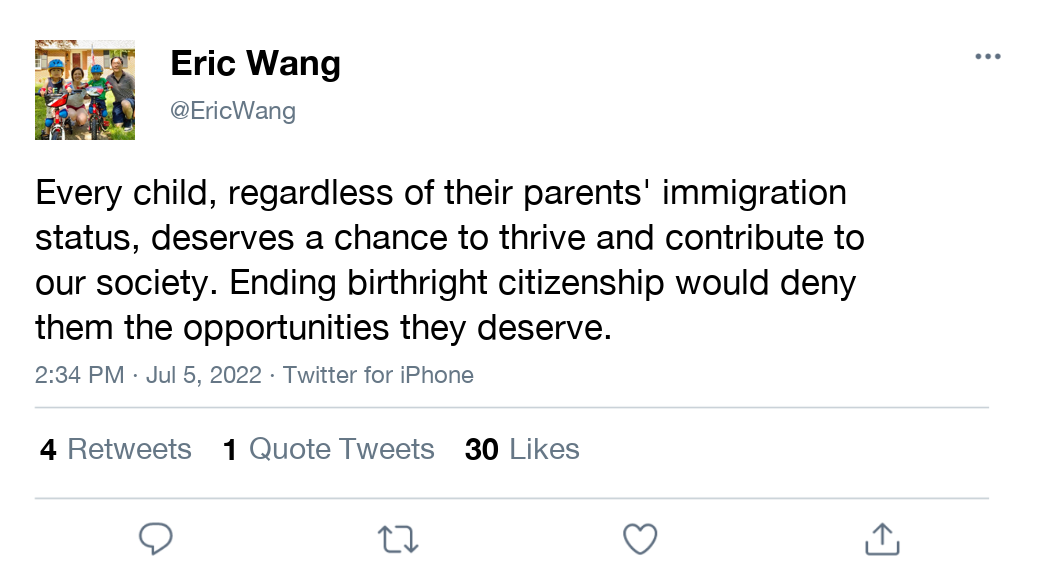 Eric Wang
@EricWang
Every child, regardless of their parents' immigration
status, deserves a chance to thrive and contribute to
our society. Ending birthright citizenship would deny
them the opportunities they deserve.
2:34 PM · Jul 5, 2022 · Twitter for iPhone
4 Retweets 1 Quote Tweets 30 Likes